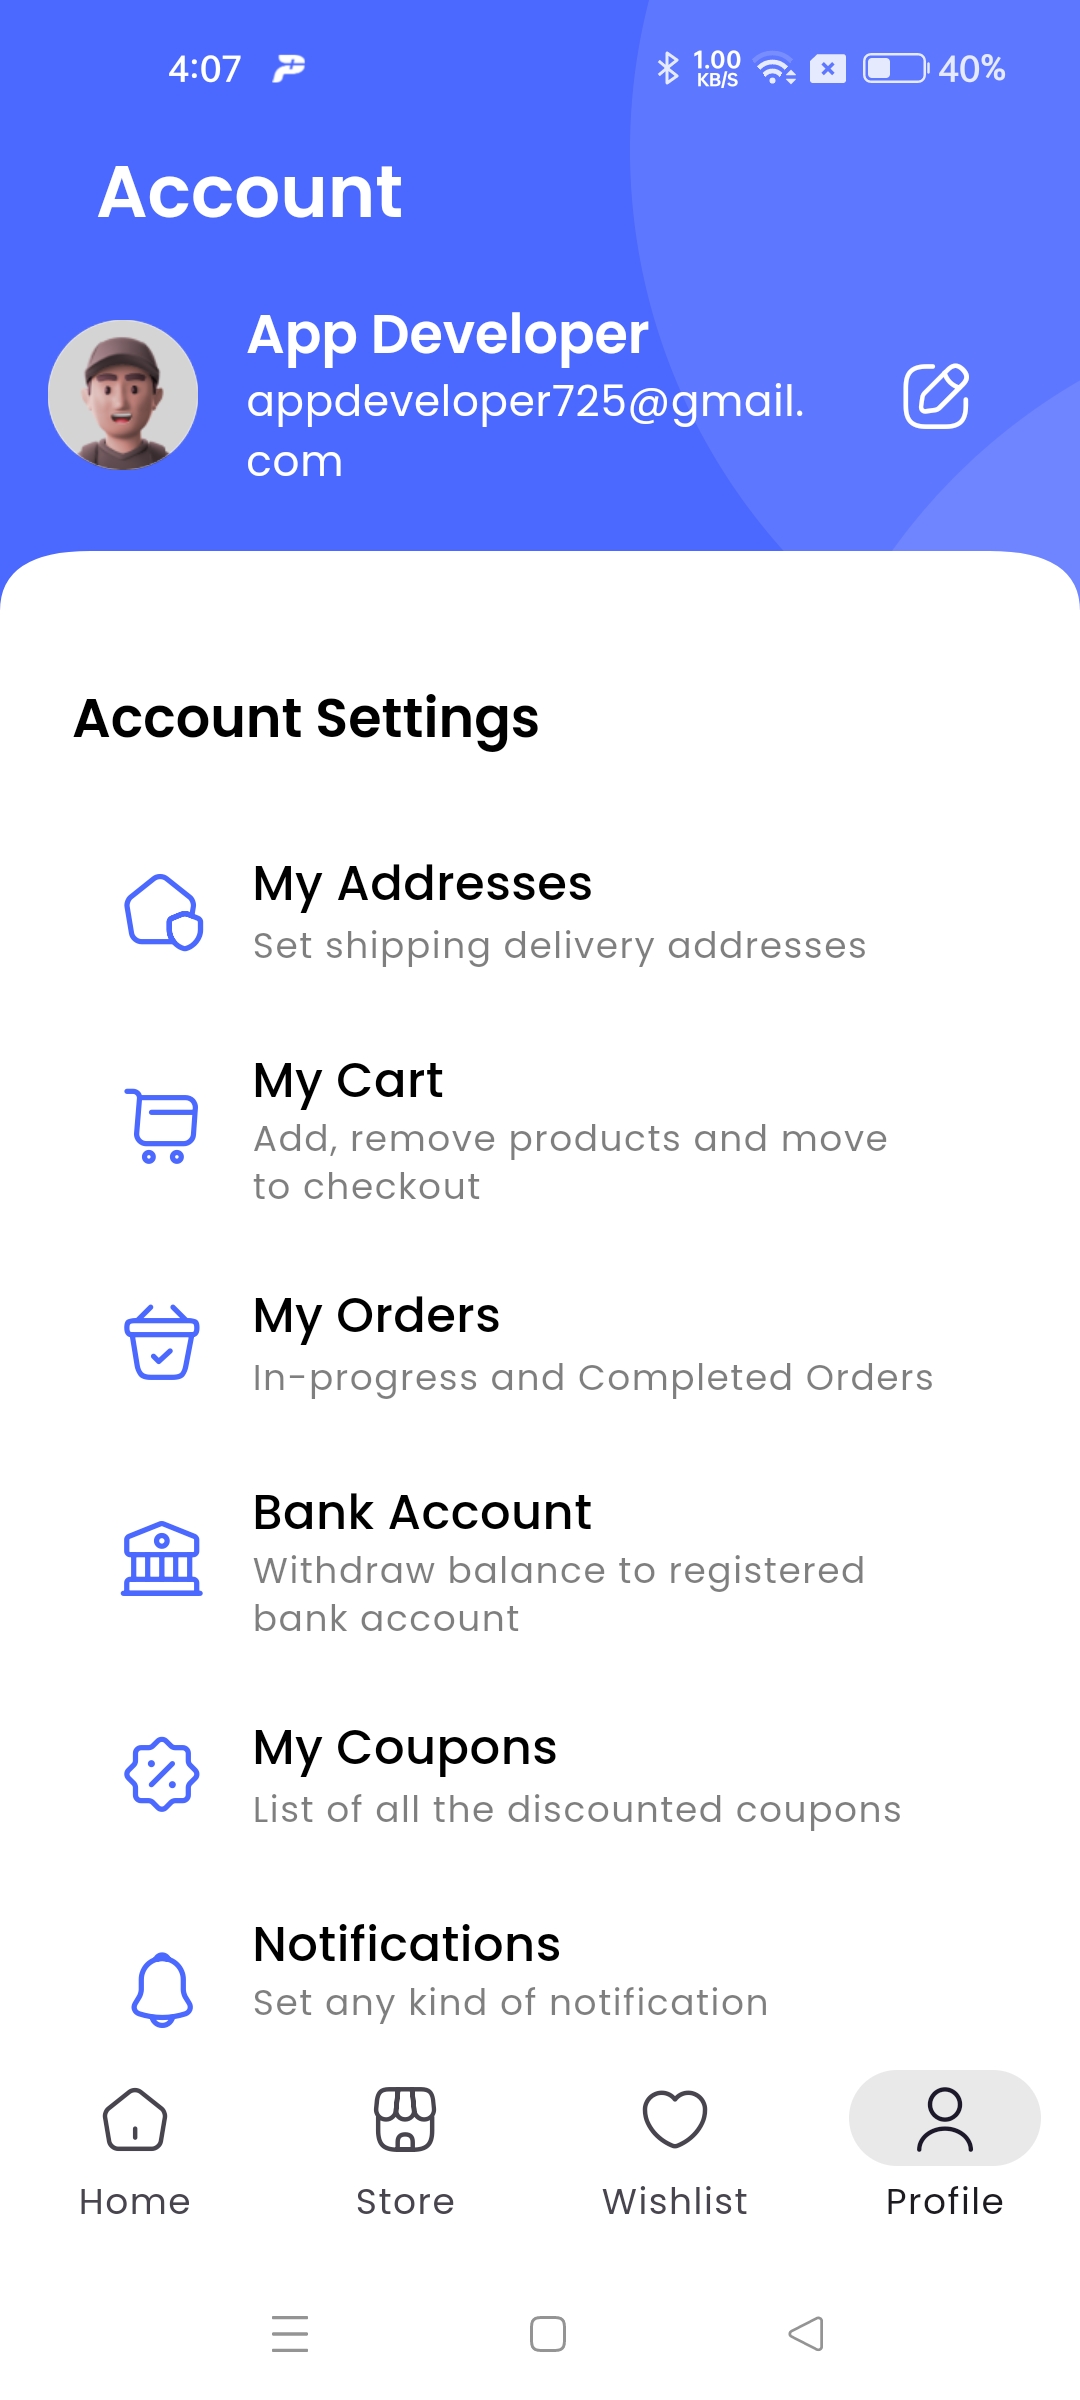 4:07
1.00
KB/S
40%
Account
App Developer
appdeveloper725@gmail.
com
Account Settings
My Addresses
Set shipping delivery addresses
My Cart
Add, remove products and move
to checkout
My Orders
In-progress and Completed Orders
Bank Account
Withdraw balance to registered
bank account
My Coupons
List of all the discounted coupons
Notifications
Set any kind of notification
Home
Store
Wishlist
Profile